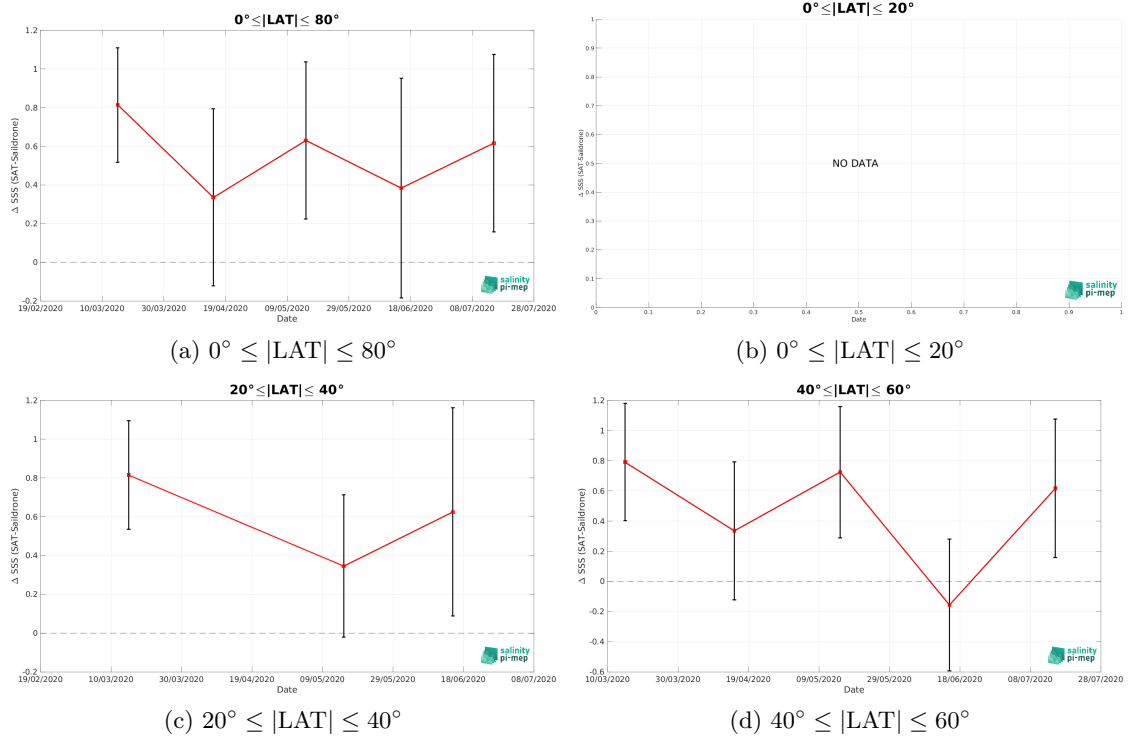 0°≤|LAT|≤ 80°
Δ SSS (SAT-Saildrone)
1.2
1
0.8
0.6
0.4
0.2
0
-0.2
19/02/2020 10/03/2020 30/03/2020 19/04/2020 09/05/2020 29/05/2020 18/06/2020 08/07/2020 28/07/2020
Date
salinity
pi-mep
(a) 0° ≤ |LAT| ≤ 80°
0°≤|LAT|≤ 20°
Δ SSS (SAT-Saildrone)
1
0.9
0.8
0.7
0.6
0.5
0.4
0.3
0.2
0.1
0
NO DATA
0 0.1 0.2 0.3 0.4 0.5 0.6 0.7 0.8 0.9 1
Date
salinity
pi-mep
(b) 0° ≤ |LAT| ≤ 20°
20°≤|LAT|≤ 40°
Δ SSS (SAT-Saildrone)
1.2
1
0.8
0.6
0.4
0.2
0
-0.2
19/02/2020 10/03/2020 30/03/2020 19/04/2020 09/05/2020 29/05/2020 18/06/2020 08/07/2020
Date
salinity
pi-mep
(c) 20° ≤ |LAT| ≤ 40°
40°≤|LAT|≤ 60°
Δ SSS (SAT-Saildrone)
1.2
1
0.8
0.6
0.4
0.2
0
-0.2
-0.4
-0.6
10/03/2020 30/03/2020 19/04/2020 09/05/2020 29/05/2020 18/06/2020 08/07/2020 28/07/2020
Date
salinity
pi-mep
(d) 40° ≤ |LAT| ≤ 60°